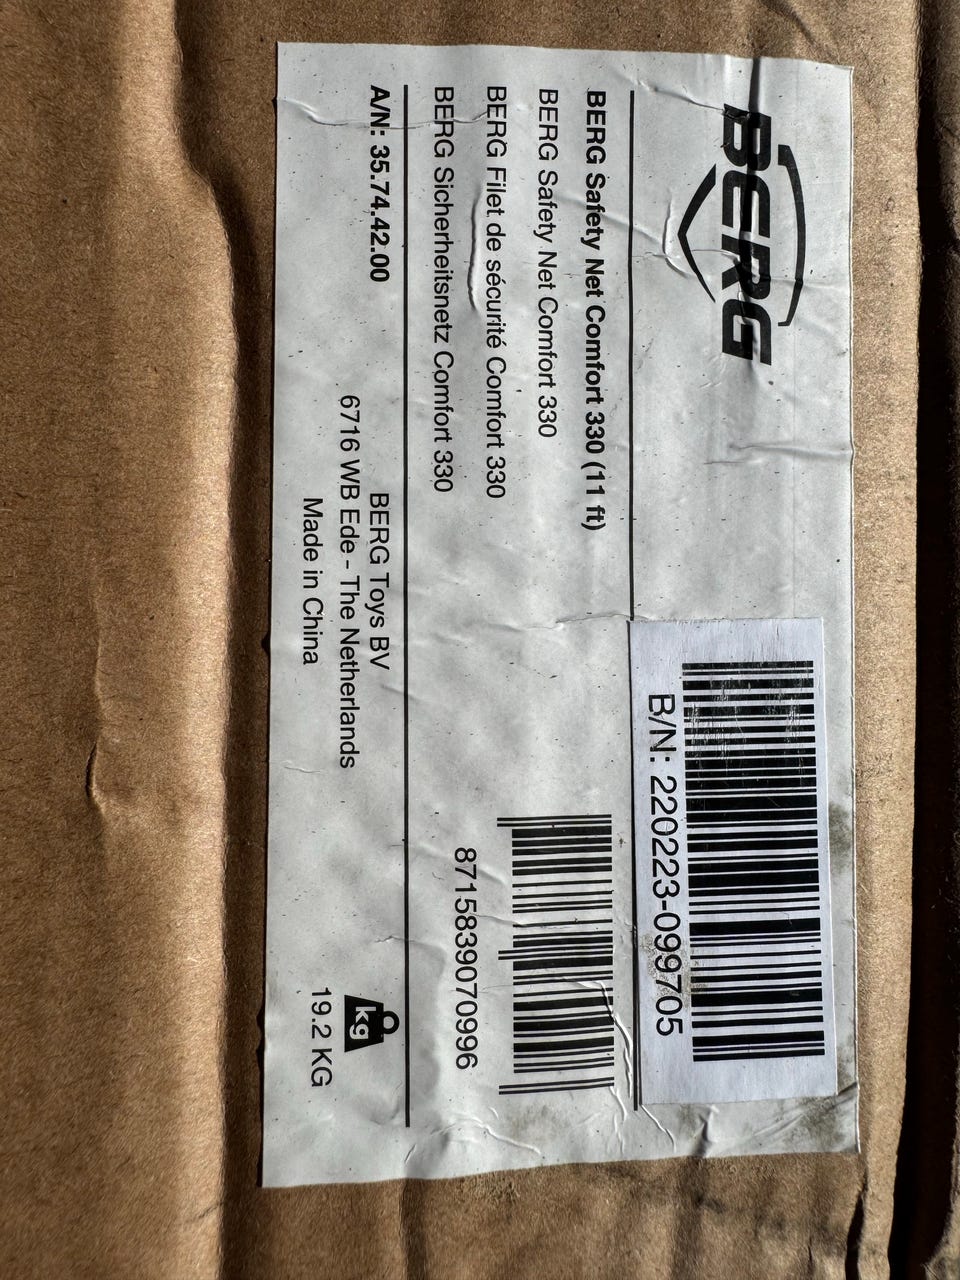 BERG
B/N: 220223-099705
BERG Safety Net Comfort 330 (11 ft)
BERG Safety Net Comfort 330
BERG Filet de sécurité Comfort 330
BERG Sicherheitsnetz Comfort 330
8715839070996
A/N: 35.74.42.00
BERG Toys BV
6716 WB Ede - The Netherlands
Made in China
kg
19.2 KG